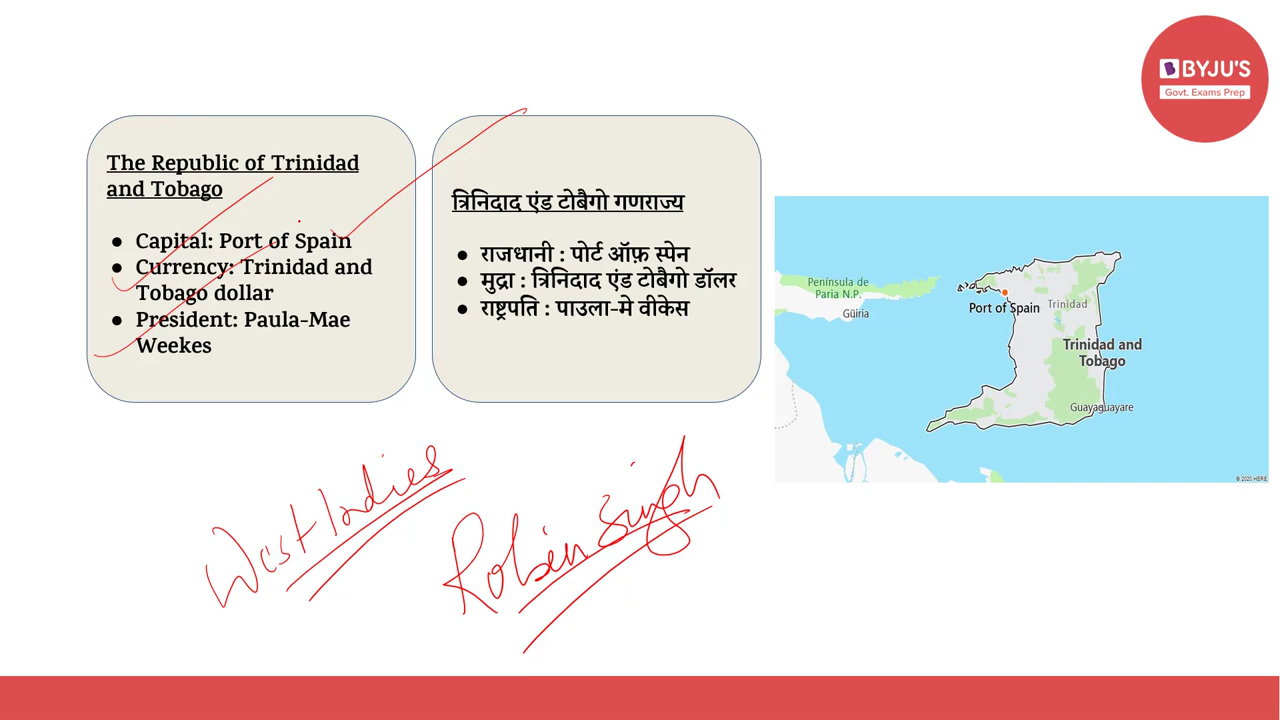 BYJU'S
Govt. Exams Prep
The Republic of Trinidad
and Tobago
● Capital: Port of Spain
● Currency: Trinidad and
Tobago dollar
● President: Paula-Mae
Weekes
त्रिनिदाद एंड टोबैगो गणराज्य
● राजधानी : पोर्ट ऑफ़ स्पेन
● मुद्रा : त्रिनिदाद एंड टोबैगो डॉलर
● राष्ट्रपति : पाउला-मे वीकेस
Península de
Paria N.P.
Güiria
Port of Spain
Trinidad
Trinidad and
Tobago
Guayaguayare
© 2020 HERE
West Indies
Robin Singh